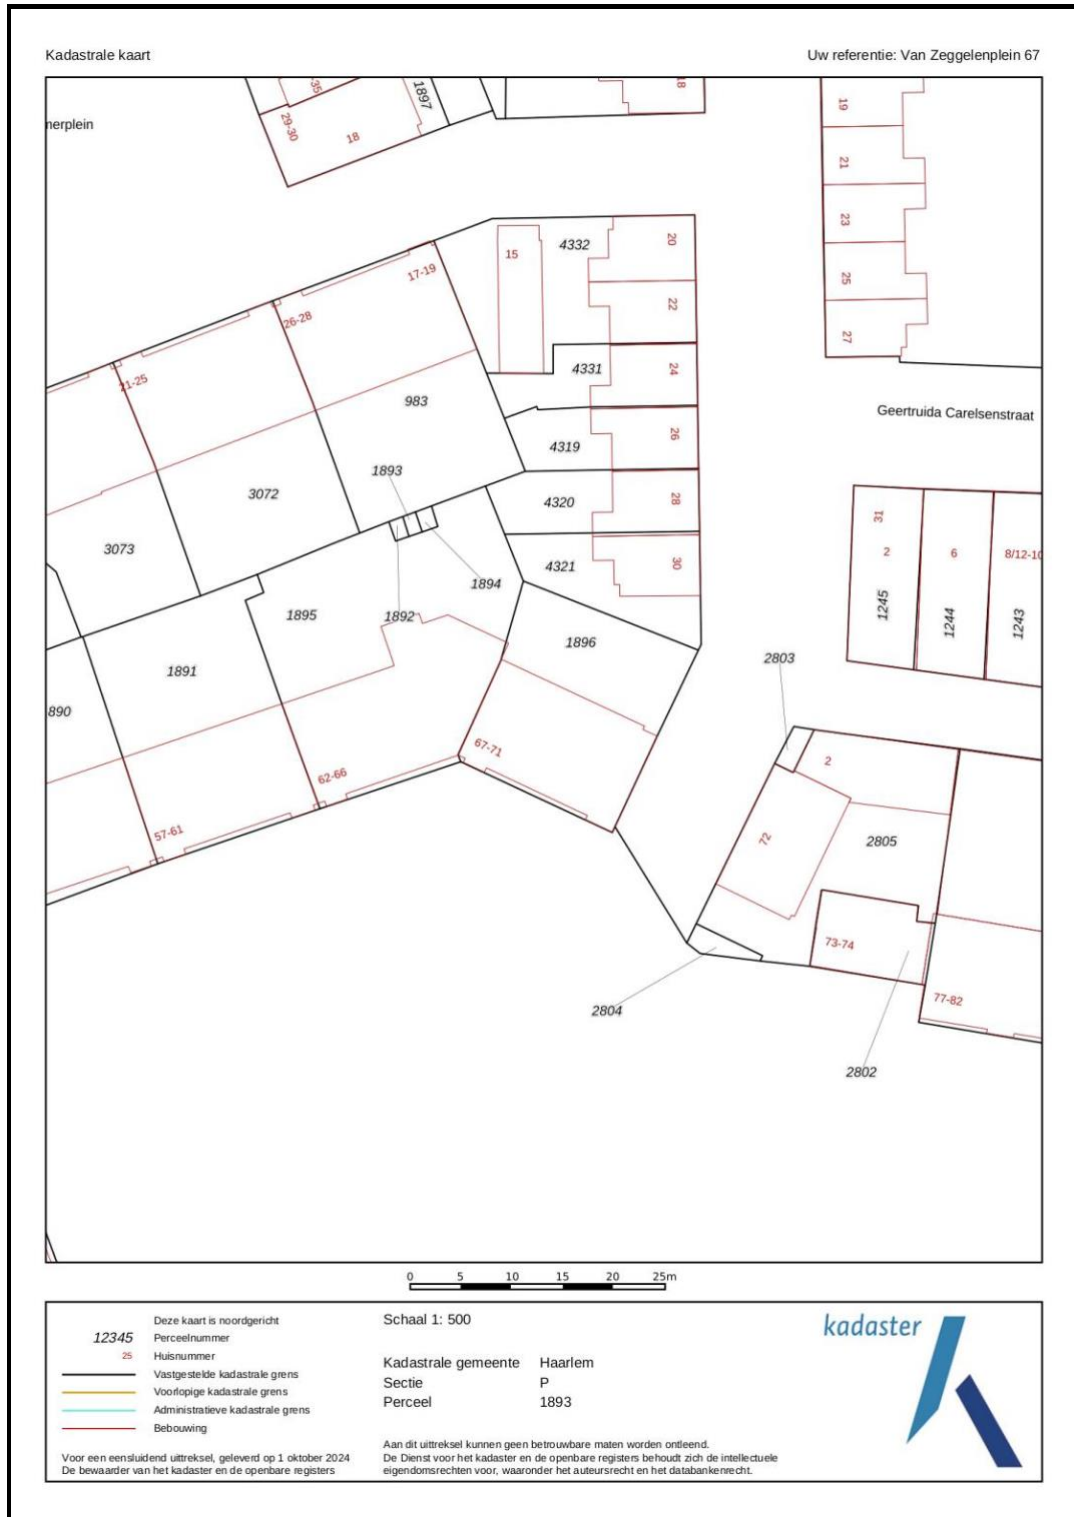 Kadastrale kaart
Uw referentie: Van Zeggelenplein 67
nerplein
29-30
-35
18
1897
18
19
21
23
25
27
15
4332
20
22
24
26
28
30
4331
4319
4320
4321
17-19
26-28
21-25
983
1893
3072
3073
1894
1892
1895
1891
890
1896
67-71
62-66
57-61
Geertruida Carelsenstraat
31
2
1245
6
1244
8/12-10
1243
2803
2
72
2805
73-74
77-82
2804
2802
0 5 10 15 20 25m
Deze kaart is noordgericht
12345 Perceelnummer
25 Huisnummer
Vastgestelde kadastrale grens
Voorlopige kadastrale grens
Administratieve kadastrale grens
Bebouwing
Voor een eensluidend uittreksel, geleverd op 1 oktober 2024
De bewaarder van het kadaster en de openbare registers
Schaal 1: 500
Kadastrale gemeente Haarlem
Sectie P
Perceel 1893
Aan dit uittreksel kunnen geen betrouwbare maten worden ontleend.
De Dienst voor het kadaster en de openbare registers behoudt zich de intellectuele
eigendomsrechten voor, waaronder het auteursrecht en het databankenrecht.
kadaster